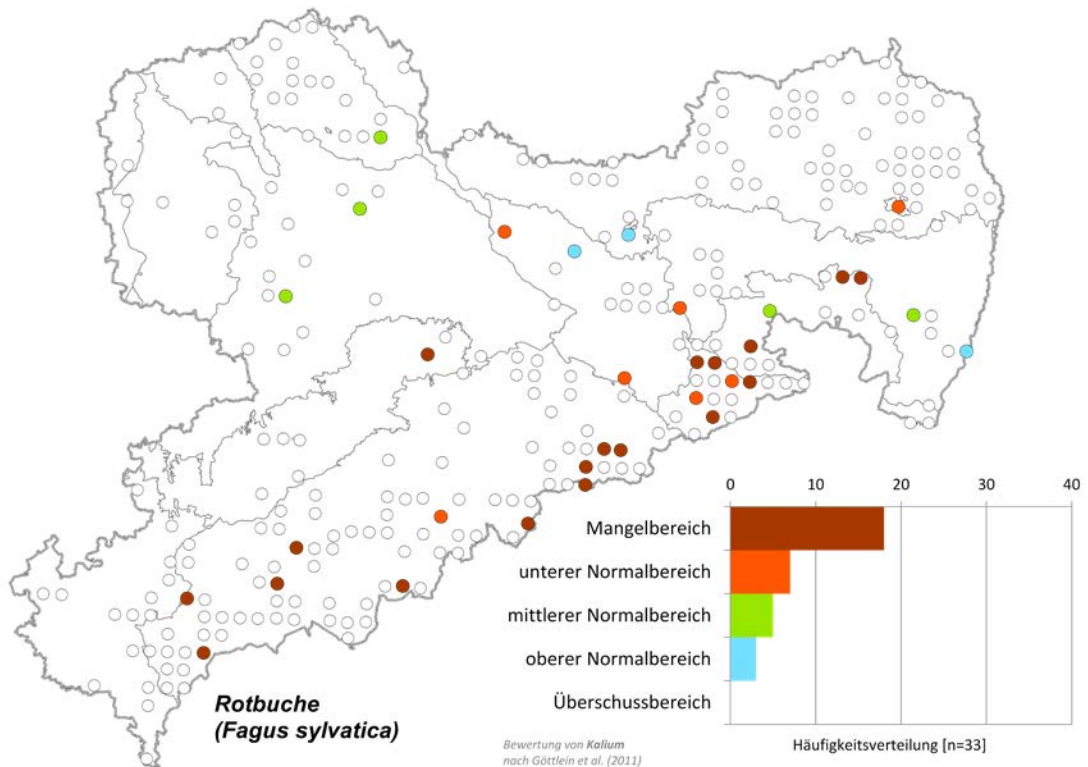 0 10 20 30 40
Mangelbereich
unterer Normalbereich
mittlerer Normalbereich
oberer Normalbereich
Überschussbereich
Rotbuche
(Fagus sylvatica)
Bewertung von Kalium
nach Göttlein et al. (2011)
Häufigkeitsverteilung [n=33]